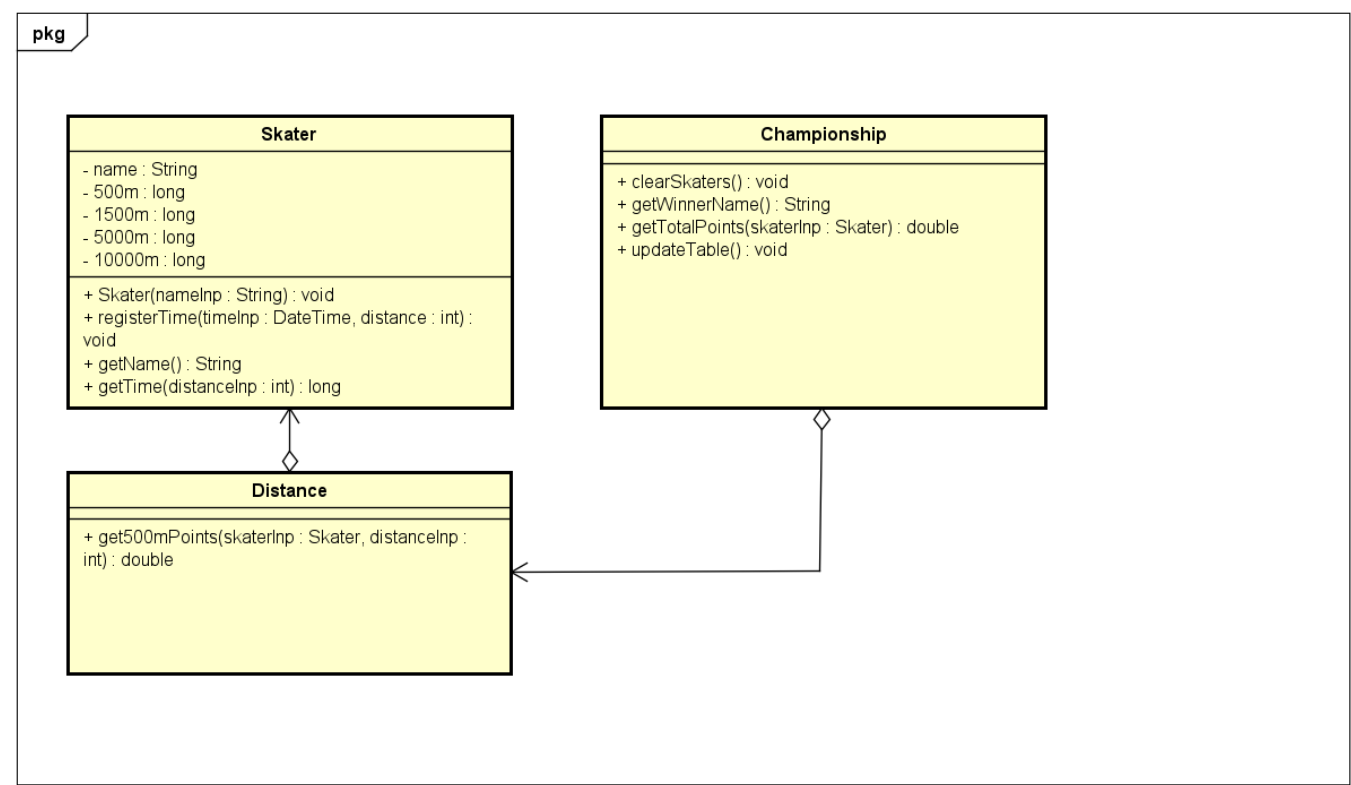 pkg
Skater
- name : String
- 500m : long
- 1500m : long
- 5000m : long
- 10000m : long
+ Skater(nameInp : String) : void
+ registerTime(timeInp : DateTime, distance : int) :
void
+ getName() : String
+ getTime(distanceInp : int) : long
Championship
+ clearSkaters() : void
+ getWinnerName() : String
+ getTotalPoints(skaterInp : Skater) : double
+ updateTable() : void
Distance
+ get500mPoints(skaterInp : Skater, distanceInp :
int) : double